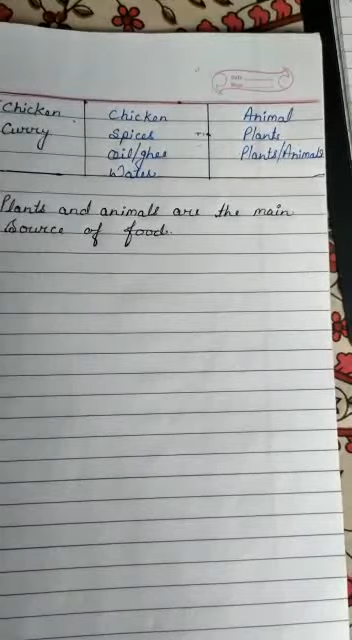 Chicken Chicken Animal
Curry Spices Plants
Oil/ghee Plants/Animals
Water
Plants and animals are the main
Source of food.